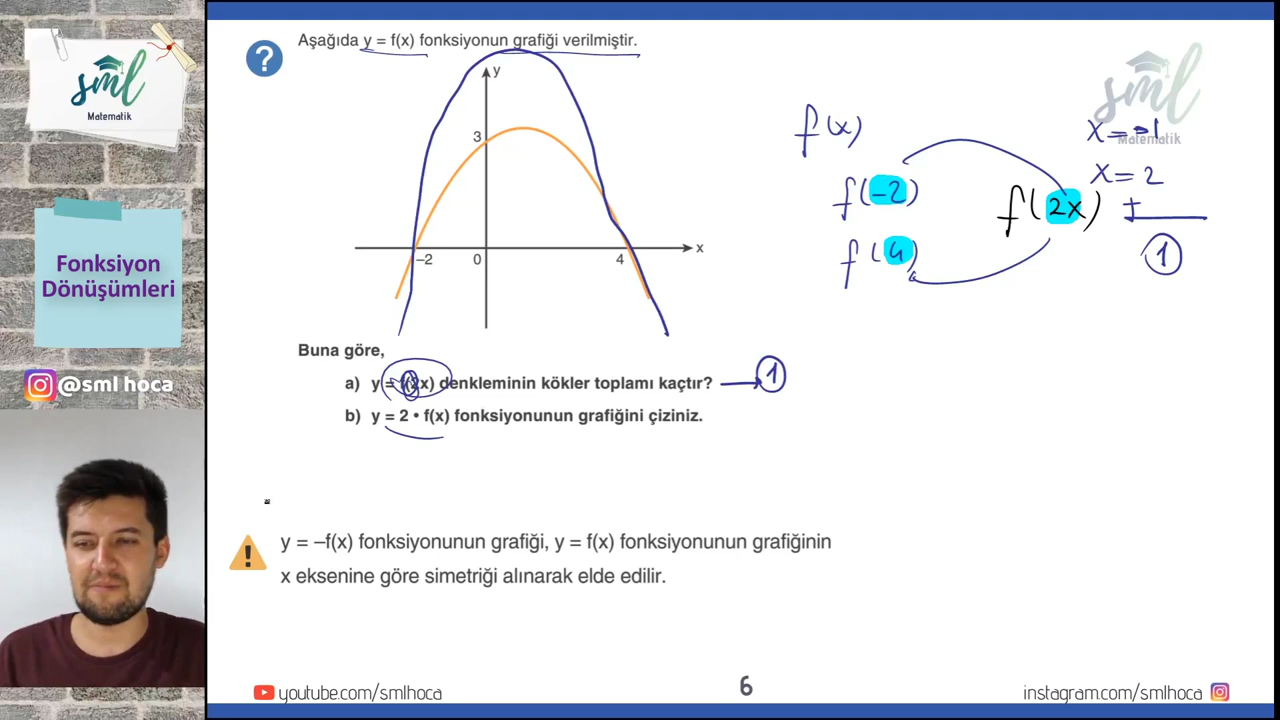 sml
Matematik
Fonksiyon
Dönüşümleri
@sml hoca
?
Aşağıda y = f(x) fonksiyonun grafiği verilmiştir.
y
3
–2
0
4
x
f(x)
f(-2)
f(4)
f(2x)
sml
Matematik
x = -1
x = 2
+
1
Buna göre,
a) y = f(2x) denkleminin kökler toplamı kaçtır? → 1
b) y = 2 • f(x) fonksiyonunun grafiğini çiziniz.
y = –f(x) fonksiyonunun grafiği, y = f(x) fonksiyonunun grafiğinin
x eksenine göre simetriği alınarak elde edilir.
youtube.com/smlhoca
6
instagram.com/smlhoca